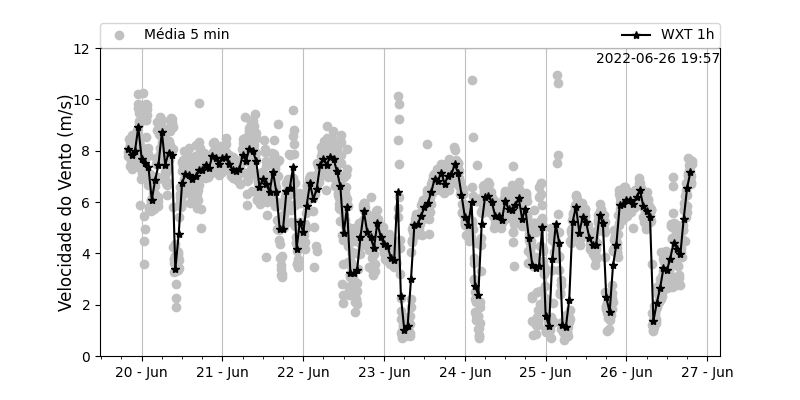 Média 5 min
WXT 1h
2022-06-26 19:57
Velocidade do Vento (m/s)
12
10
8
6
4
2
0
20 - Jun
21 - Jun
22 - Jun
23 - Jun
24 - Jun
25 - Jun
26 - Jun
27 - Jun